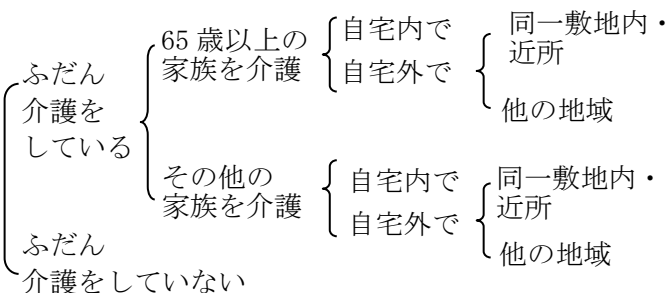 ふだん
介護を
している
65 歳以上の
家族を介護
自宅内で
自宅外で
同一敷地内・
近所
他の地域
その他の
家族を介護
自宅内で
自宅外で
同一敷地内・
近所
他の地域
ふだん
介護をしていない